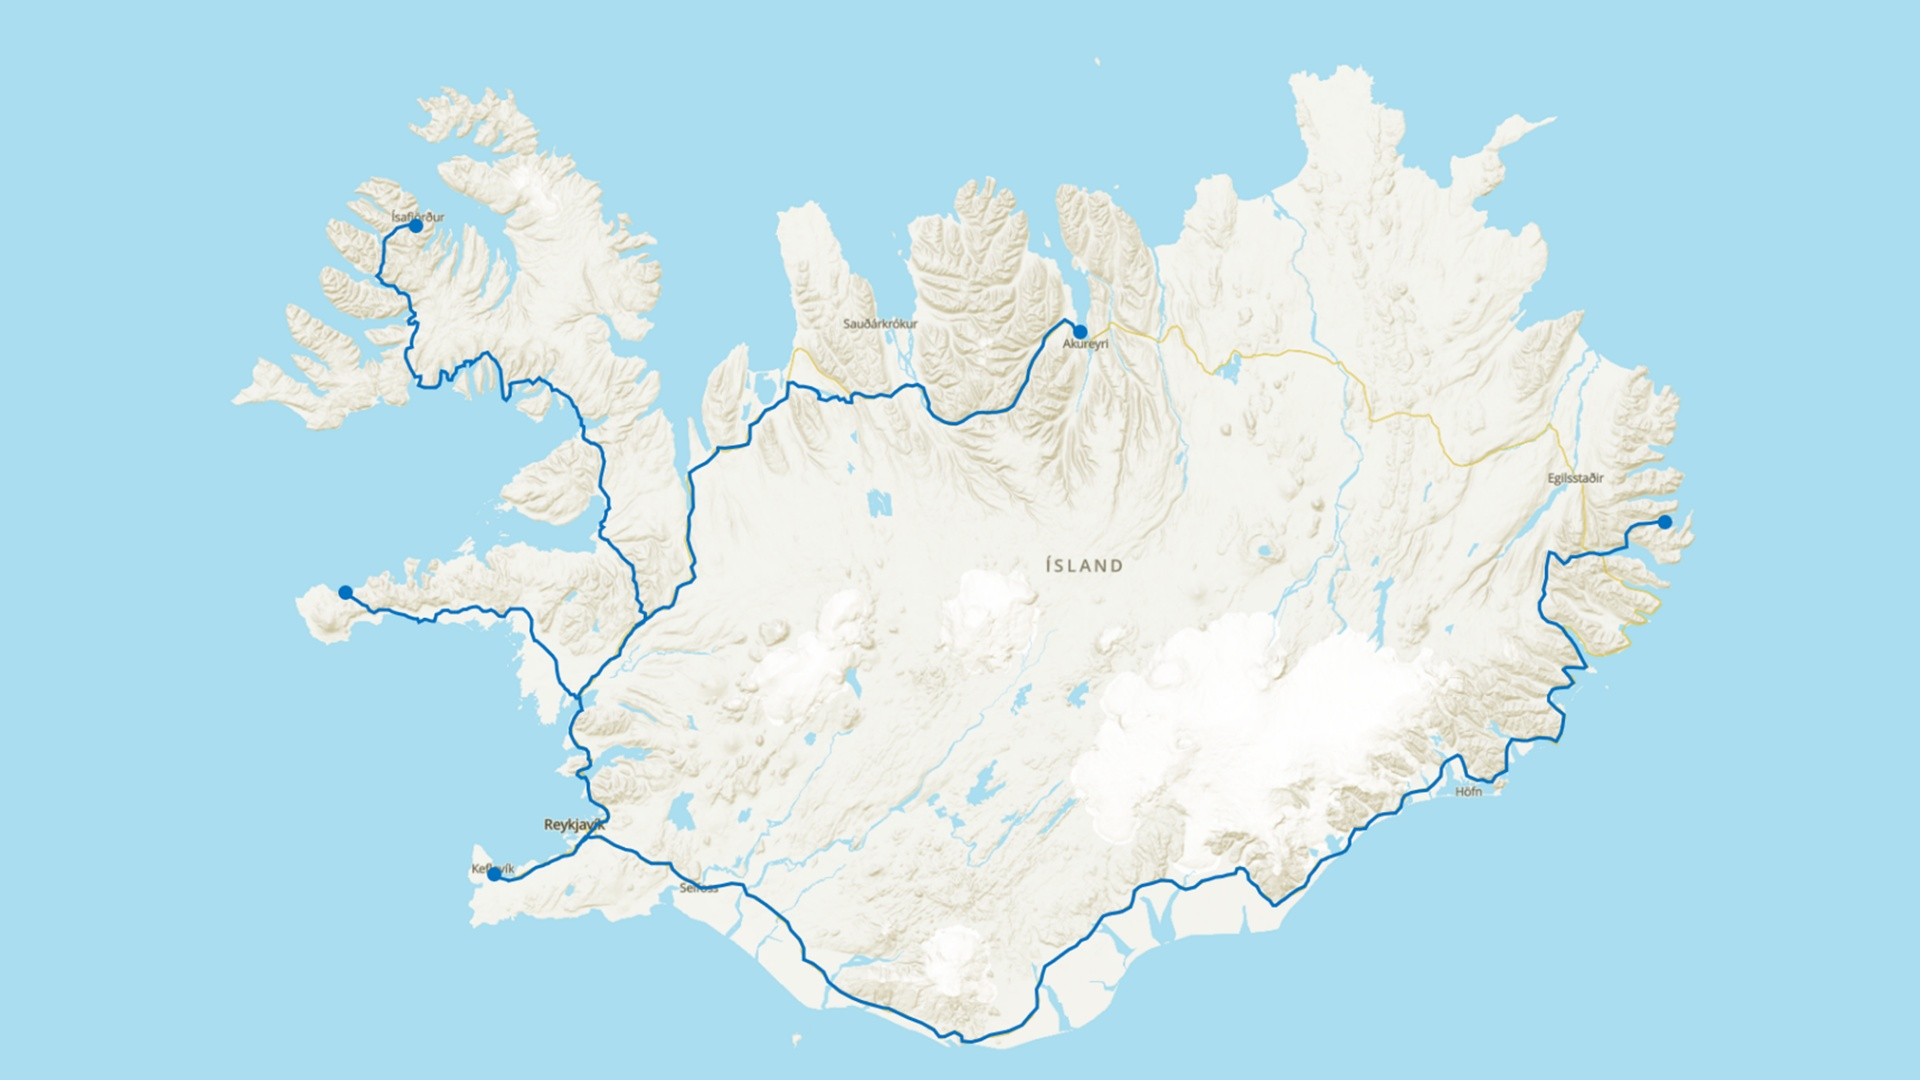 Ísafjörður
Sauðárkrókur
Akureyri
Egilsstaðir
ÍSLAND
Höfn
Reykjavík
Keflavík
Selfoss